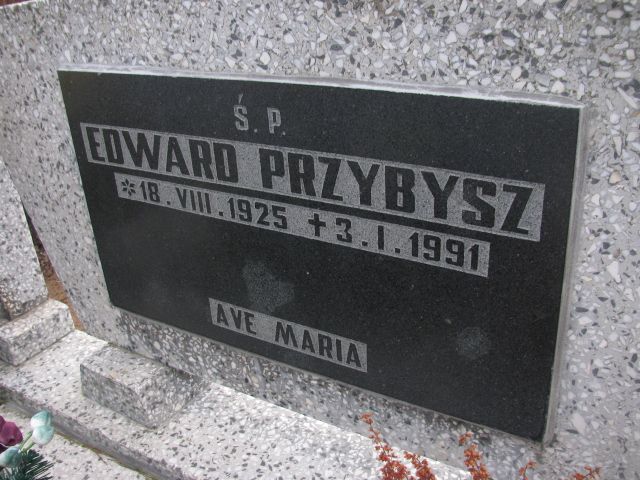 Ś.P.
EDWARD PRZYBYSZ
*18.VIII.1925 +3.I.1991
AVE MARIA